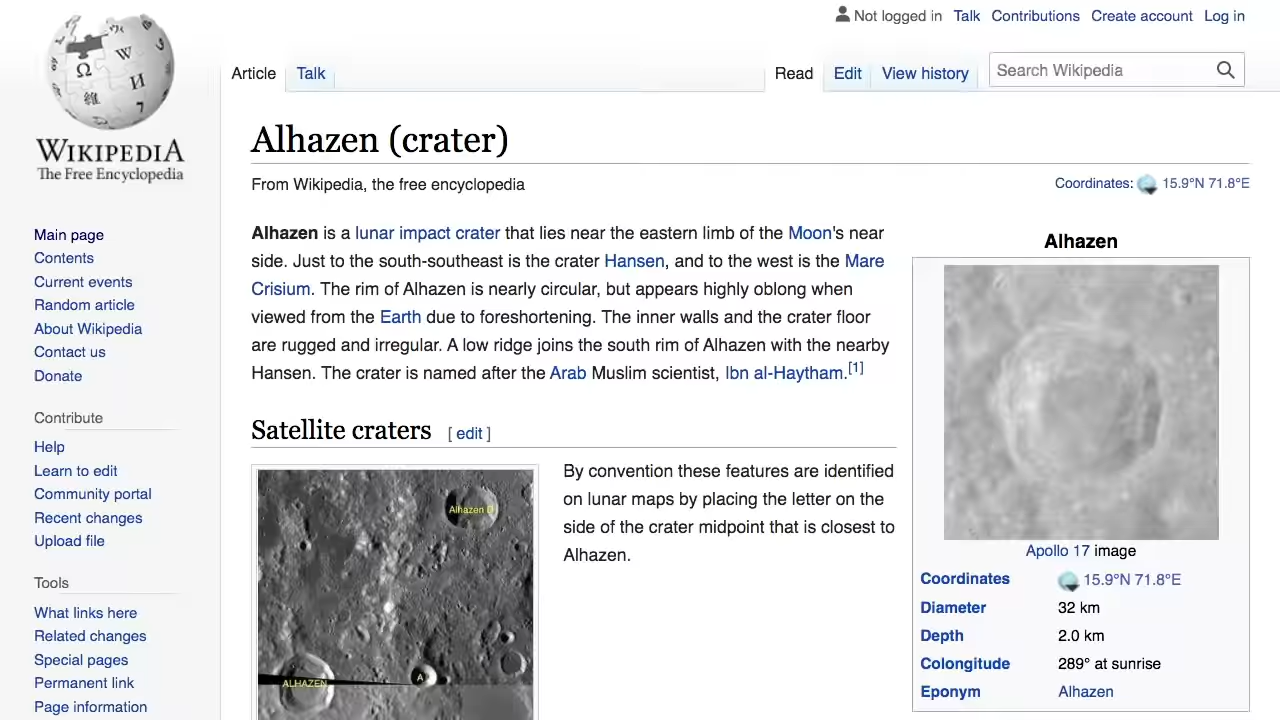 Not logged in Talk Contributions Create account Log in
Article Talk Read Edit View history Search Wikipedia
Ω W И 維 7
WIKIPEDIA
The Free Encyclopedia
Main page
Contents
Current events
Random article
About Wikipedia
Contact us
Donate
Contribute
Help
Learn to edit
Community portal
Recent changes
Upload file
Tools
What links here
Related changes
Special pages
Permanent link
Page information
Alhazen (crater)
From Wikipedia, the free encyclopedia
Coordinates: 15.9°N 71.8°E
Alhazen is a lunar impact crater that lies near the eastern limb of the Moon's near
side. Just to the south-southeast is the crater Hansen, and to the west is the Mare
Crisium. The rim of Alhazen is nearly circular, but appears highly oblong when
viewed from the Earth due to foreshortening. The inner walls and the crater floor
are rugged and irregular. A low ridge joins the south rim of Alhazen with the nearby
Hansen. The crater is named after the Arab Muslim scientist, Ibn al-Haytham.[1]
Satellite craters [ edit ]
Alhazen D
ALHAZEN
A
By convention these features are identified
on lunar maps by placing the letter on the
side of the crater midpoint that is closest to
Alhazen.
Alhazen
Apollo 17 image
Coordinates 15.9°N 71.8°E
Diameter 32 km
Depth 2.0 km
Colongitude 289° at sunrise
Eponym Alhazen